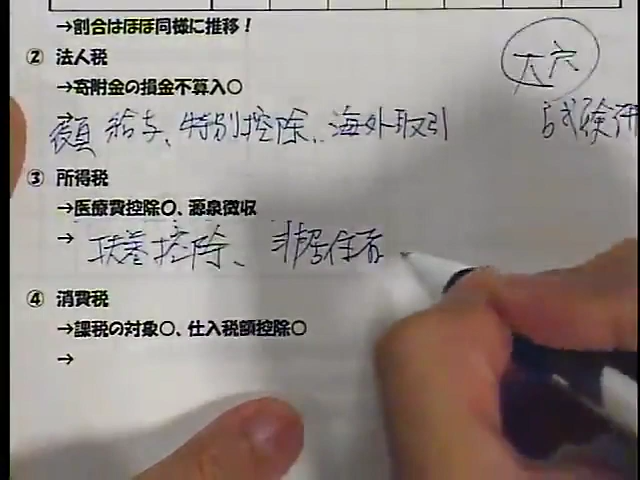 →割合はほぼ同様に推移!
② 法人税
大穴
→寄附金の損金不算入○
→
給与、特別控除、海外取引
試験
③ 所得税
→医療費控除○、源泉徴収
→ 扶養控除、非居住者
④ 消費税
→課税の対象○、仕入税額控除○
→